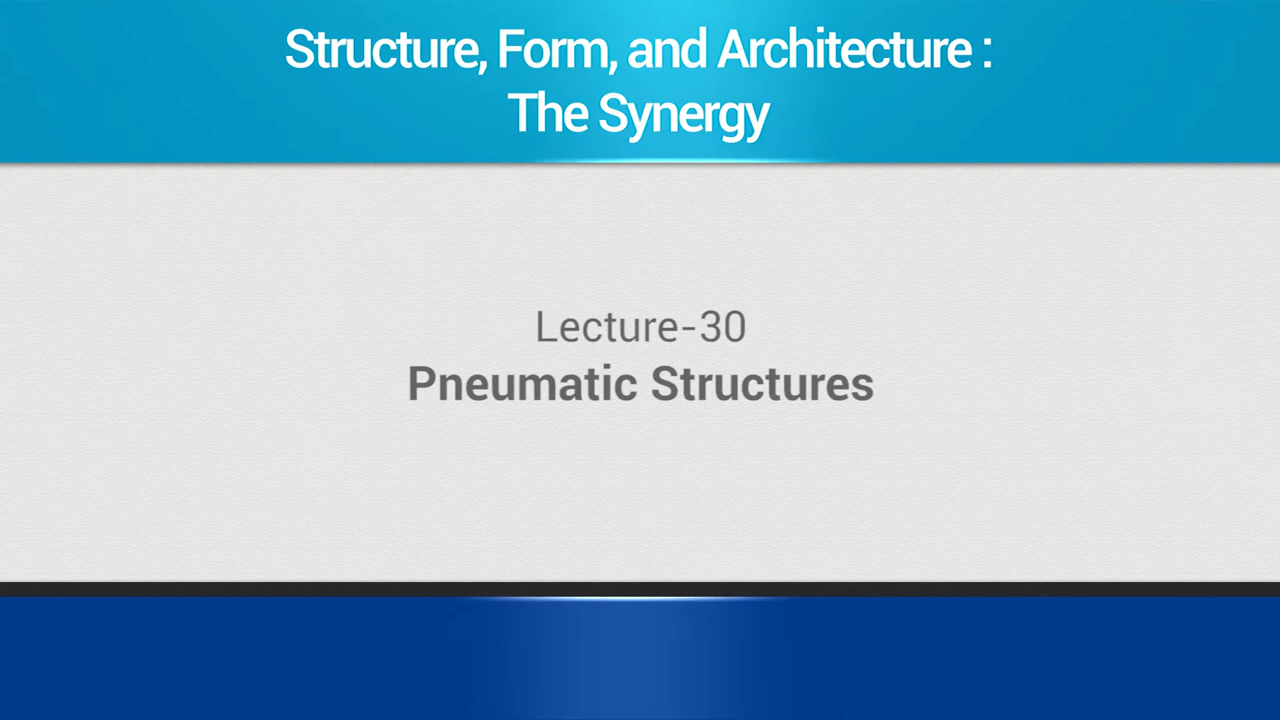 Structure, Form, and Architecture :
The Synergy
Lecture-30
Pneumatic Structures